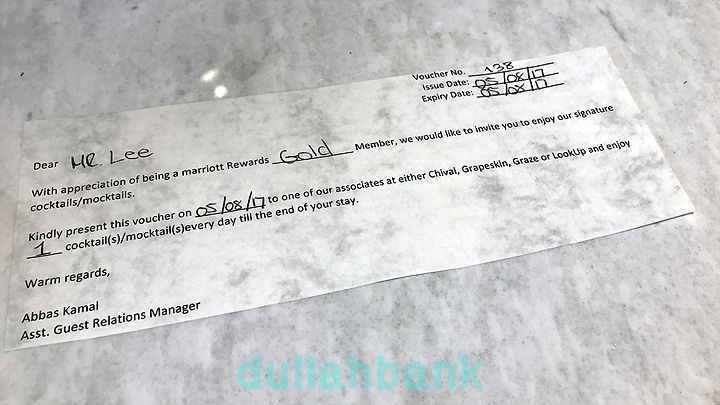 Voucher No. 138
Issue Date: 05/08/17
Expiry Date: 05/08/17
Dear MR. Lee
With appreciation of being a marriott Rewards Gold Member, we would like to invite you to enjoy our signature
cocktails/mocktails.
Kindly present this voucher on 05/08/17 to one of our associates at either Chival, Grapeskin, Graze or LookUp and enjoy
1 cocktail(s)/mocktail(s)every day till the end of your stay.
Warm regards,
Abbas Kamal
Asst. Guest Relations Manager
dullahbank